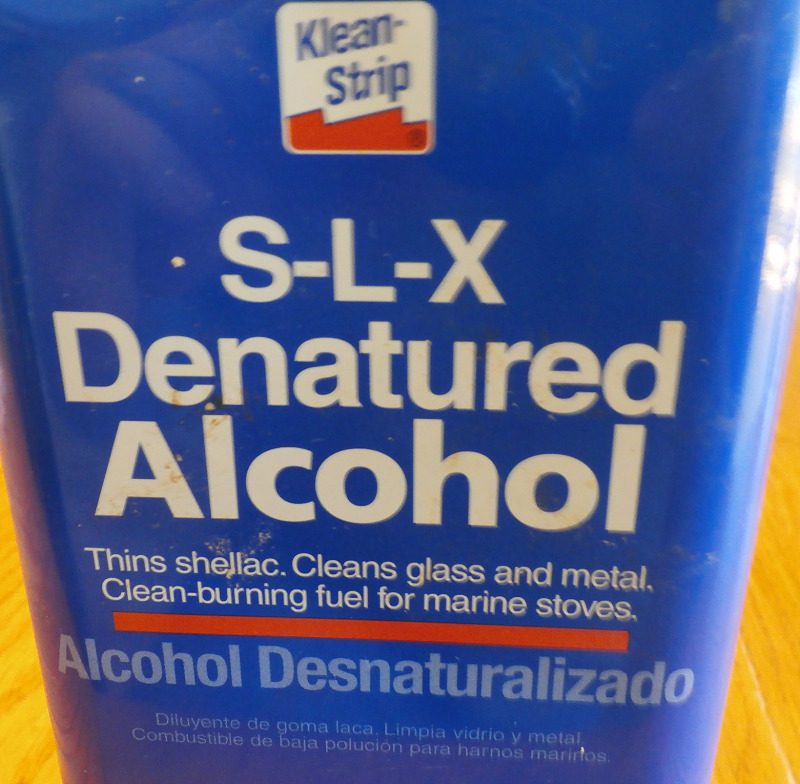 Klean-
Strip
®
S-L-X
Denatured
Alcohol
Thins shellac. Cleans glass and metal.
Clean-burning fuel for marine stoves.
Alcohol Desnaturalizado
Diluyente de goma laca. Limpia vidrio y metal.
Combustible de baja polución para harnos marinos.